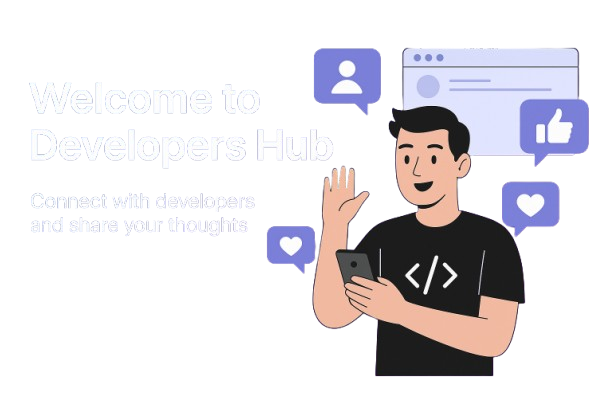 Welcome to
Developers Hub
Connect with developers
and share your thoughts
</>